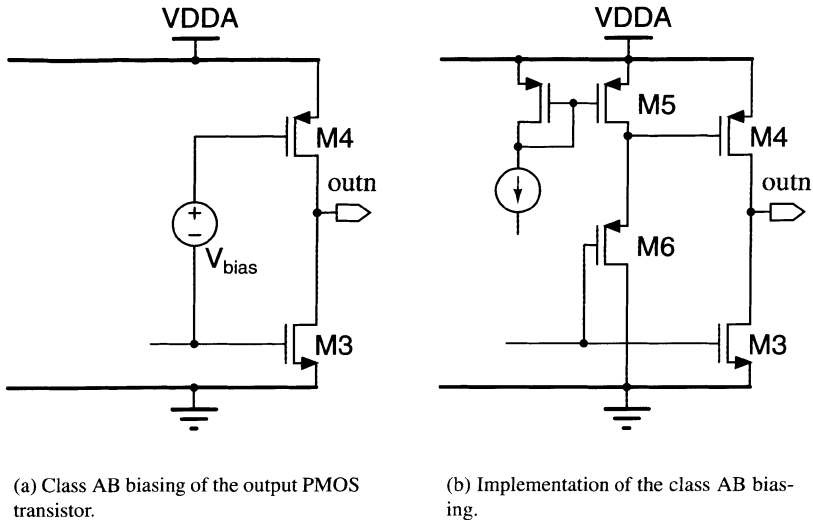 VDDA
M4
outn
+
−
Vbias
M3
(a) Class AB biasing of the output PMOS
transistor.
VDDA
M5
M4
outn
M6
M3
(b) Implementation of the class AB bias-
ing.